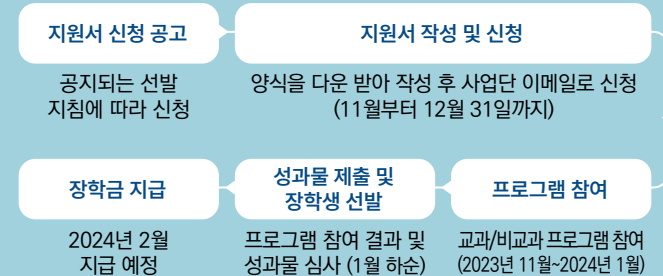 지원서 신청 공고
공지되는 선발
지침에 따라 신청
지원서 작성 및 신청
양식을 다운 받아 작성 후 사업단 이메일로 신청
(11월부터 12월 31일까지)
프로그램 참여
교과/비교과 프로그램 참여
(2023년 11월~2024년 1월)
성과물 제출 및
장학생 선발
프로그램 참여 결과 및
성과물 심사 (1월 하순)
장학금 지급
2024년 2월
지급 예정